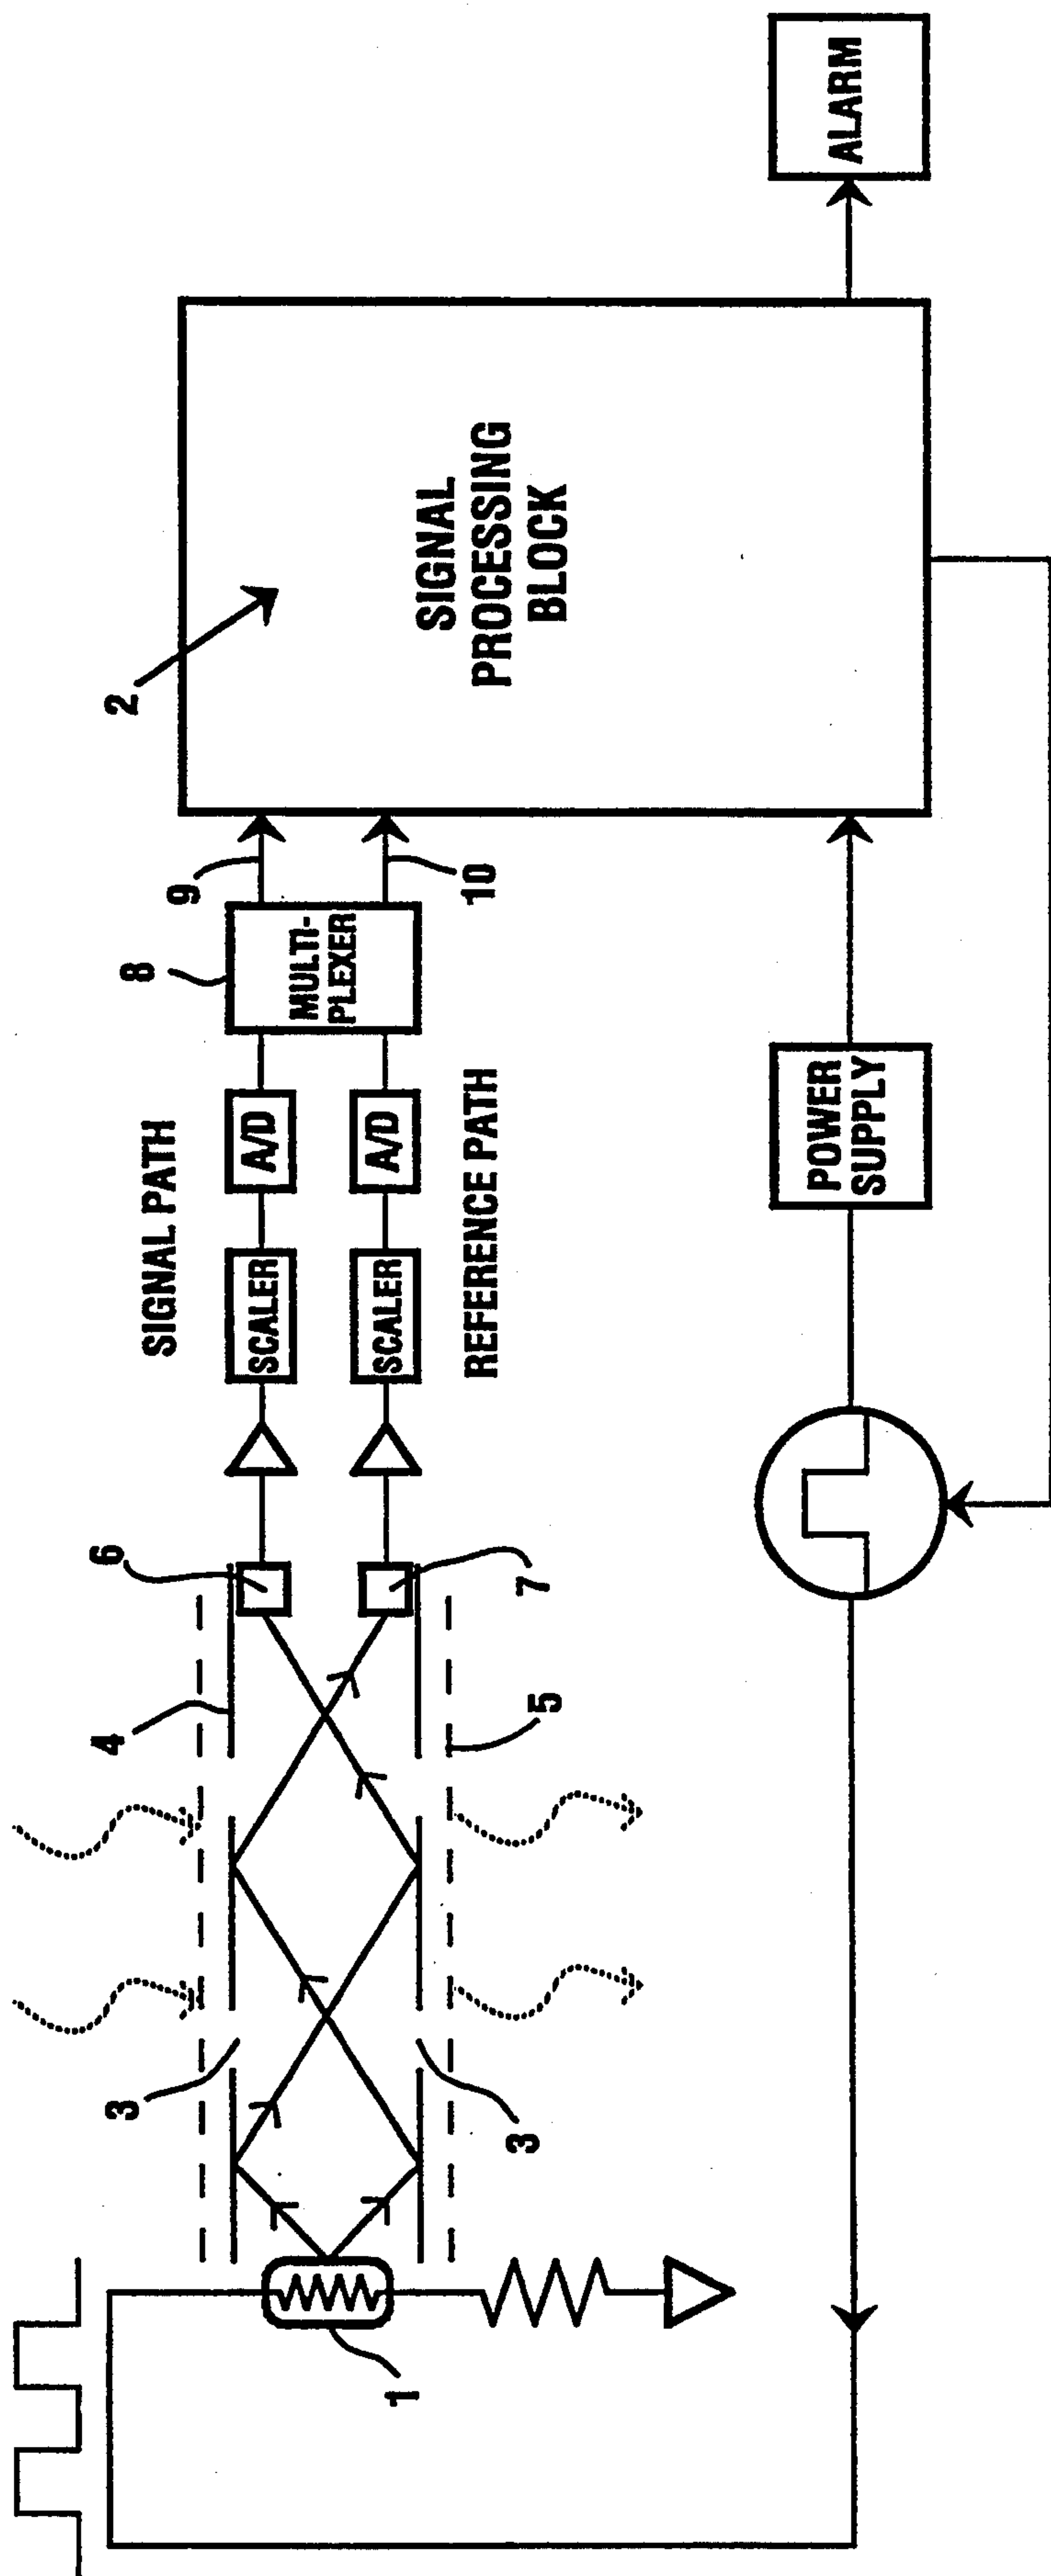 2
9
8
10
SIGNAL
PROCESSING
BLOCK
ALARM
MULTI-
PLEXER
SIGNAL PATH
A/D
A/D
SCALER
SCALER
REFERENCE PATH
POWER
SUPPLY
6
7
4
5
3
3
1